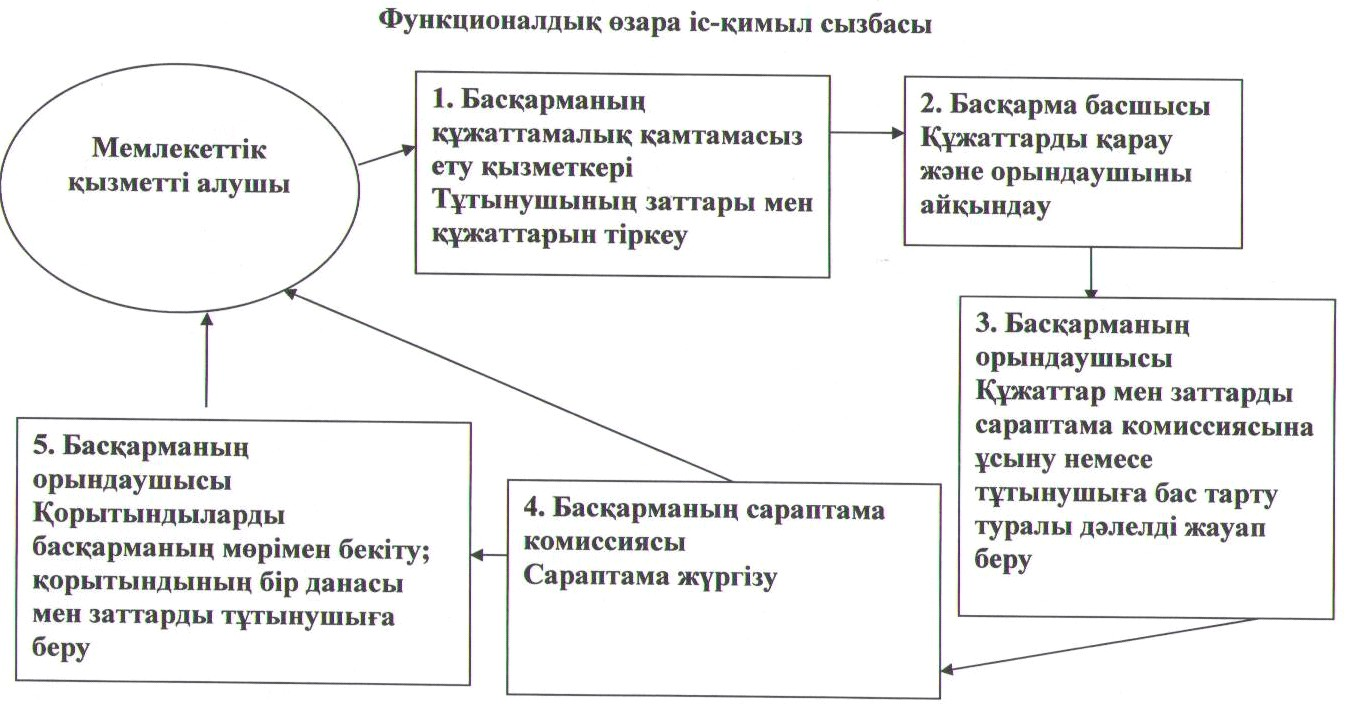 Функционалдық өзара іс-қимыл сызбасы
Мемлекеттік
қызметті алушы
1. Басқарманың
құжаттамалық қамтамасыз
ету қызметкері
Тұтынушының заттары мен
құжаттарын тіркеу
2. Басқарма басшысы
Құжаттарды қарау
және орындаушыны
айқындау
3. Басқарманың
орындаушысы
Құжаттар мен заттарды
сараптама комиссиясына
ұсыну немесе
тұтынушыға бас тарту
туралы дәлелді жауап
беру
4. Басқарманың сараптама
комиссиясы
Сараптама жүргізу
5. Басқарманың
орындаушысы
Қорытындыларды
басқарманың мөрімен бекіту;
қорытындының бір данасы
мен заттарды тұтынушыға
беру